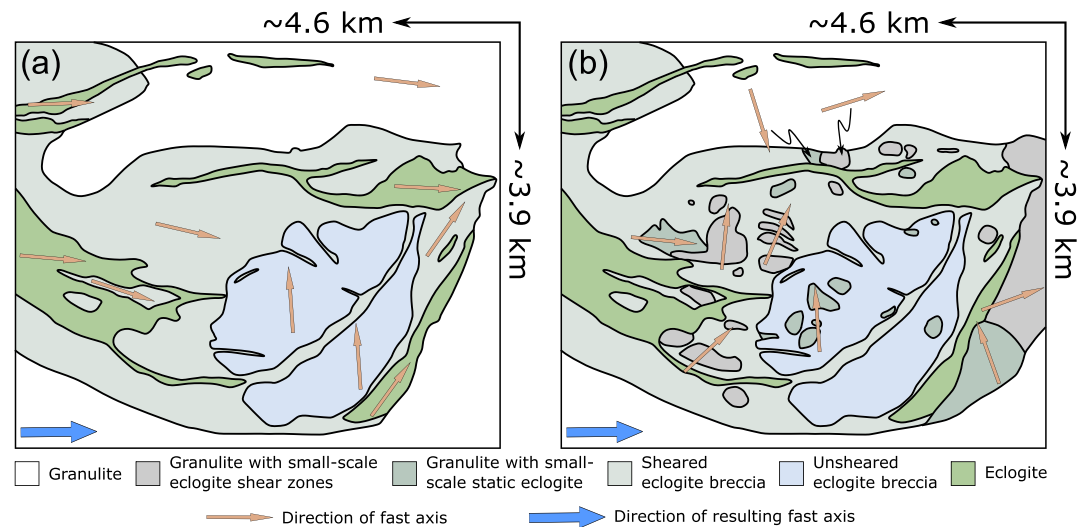 ~4.6 km
~4.6 km
(a)
(b)
~3.9 km
~3.9 km
Granulite
Granulite with small-scale
eclogite shear zones
Granulite with small-
scale static eclogite
Sheared
eclogite breccia
Unsheared
eclogite breccia
Eclogite
Direction of fast axis
Direction of resulting fast axis